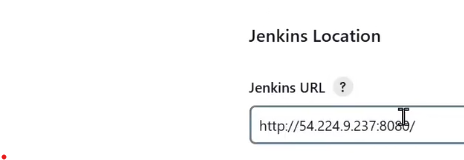 Jenkins Location
Jenkins URL ?
http://54.224.9.237:8080/